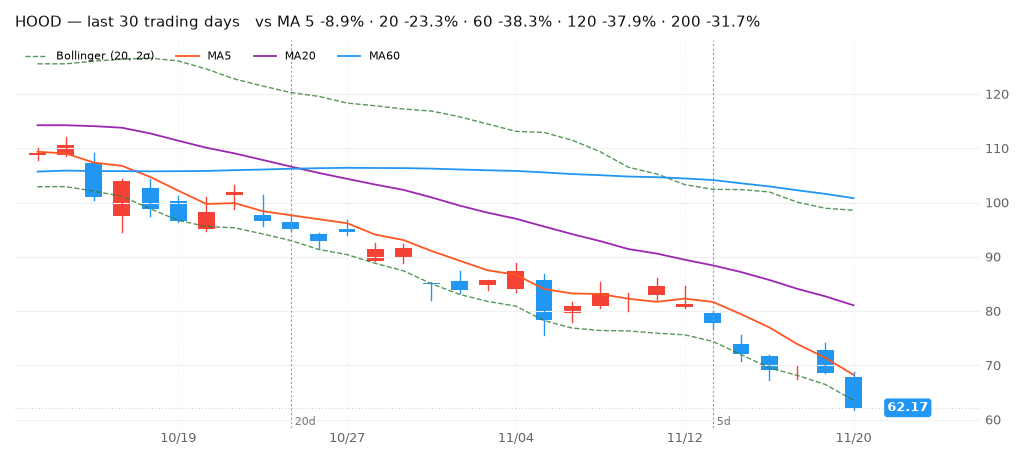 HOOD — last 30 trading days   vs MA 5 -8.9% · 20 -23.3% · 60 -38.3% · 120 -37.9% · 200 -31.7%
Bollinger (20, 2σ)   MA5   MA20   MA60
120
110
100
90
80
70
62.17
60
20d   5d
10/19   10/27   11/04   11/12   11/20